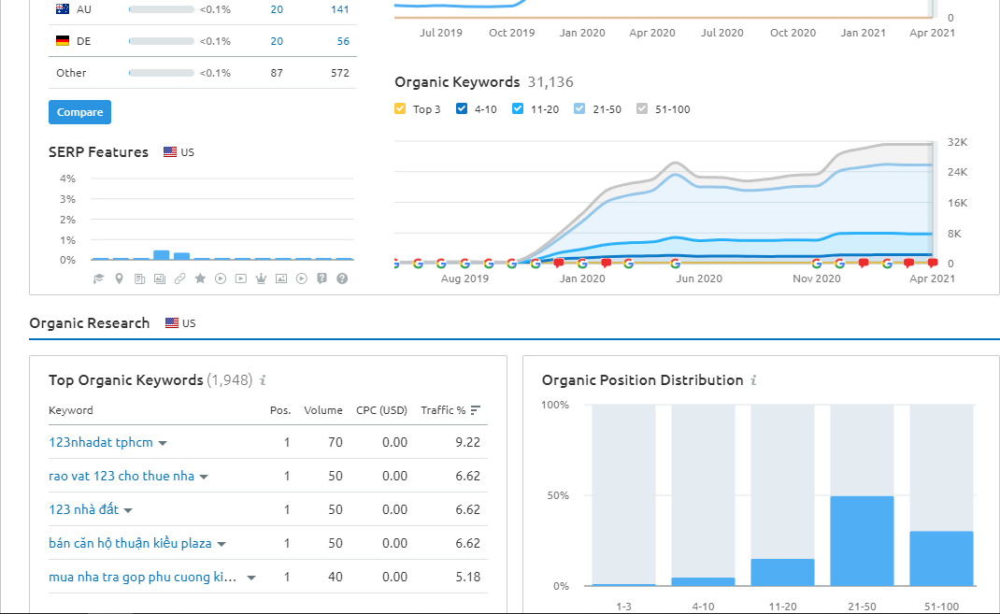 AU <0.1% 20 141
DE <0.1% 20 56
Other <0.1% 87 572
Compare
SERP Features US
4%
3%
2%
1%
0%
0
Jul 2019 Oct 2019 Jan 2020 Apr 2020 Jul 2020 Oct 2020 Jan 2021 Apr 2021
Organic Keywords 31,136
Top 3 4-10 11-20 21-50 51-100
32K
24K
16K
8K
0
Aug 2019 Jan 2020 Jun 2020 Nov 2020 Apr 2021
Organic Research US
Top Organic Keywords (1,948) i
Keyword Pos. Volume CPC (USD) Traffic %
123nhadat tphcm 1 70 0.00 9.22
rao vat 123 cho thue nha 1 50 0.00 6.62
123 nhà đất 1 50 0.00 6.62
bán căn hộ thuận kiều plaza 1 50 0.00 6.62
mua nha tra gop phu cuong ki... 1 40 0.00 5.18
Organic Position Distribution i
100%
50%
0%
1-3 4-10 11-20 21-50 51-100